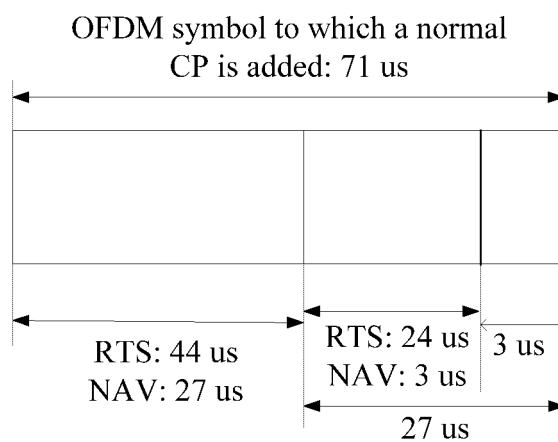 OFDM symbol to which a normal
CP is added: 71 us
RTS: 44 us
NAV: 27 us
RTS: 24 us
NAV: 3 us
3 us
27 us